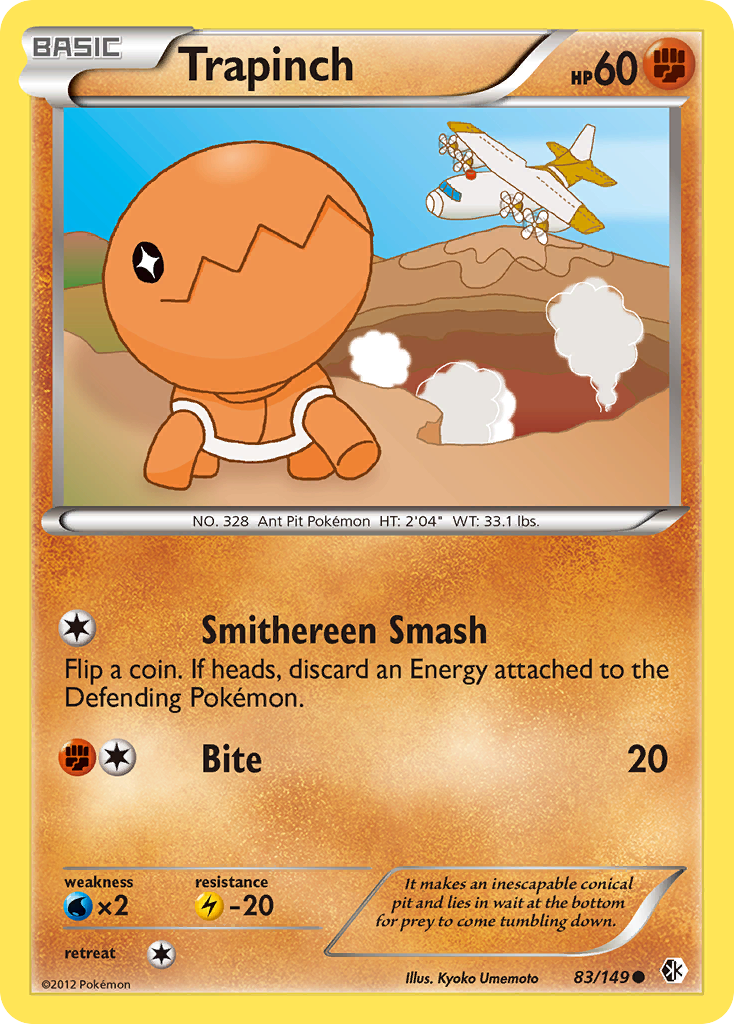 BASIC
Trapinch
HP60
NO. 328 Ant Pit Pokémon HT: 2'04" WT: 33.1 lbs.
Smithereen Smash
Flip a coin. If heads, discard an Energy attached to the
Defending Pokémon.
Bite 20
weakness resistance
×2 -20
retreat
It makes an inescapable conical
pit and lies in wait at the bottom
for prey to come tumbling down.
©2012 Pokémon
Illus. Kyoko Umemoto 83/149